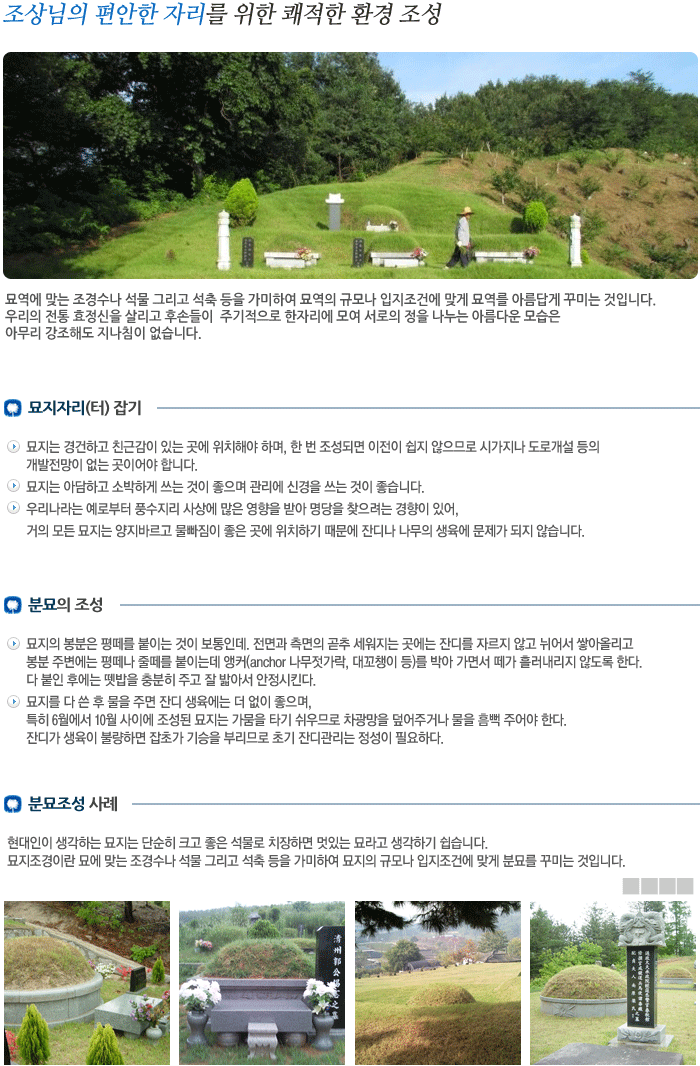 조상님의 편안한 자리를 위한 쾌적한 환경 조성
묘역에 맞는 조경수나 석물 그리고 석축 등을 가미하여 묘역의 규모나 입지조건에 맞게 묘역를 아름답게 꾸미는 것입니다.
우리의 전통 효정신을 살리고 후손들이 주기적으로 한자리에 모여 서로의 정을 나누는 아름다운 모습은
아무리 강조해도 지나침이 없습니다.
묘지자리(터) 잡기
묘지는 경건하고 친근감이 있는 곳에 위치해야 하며, 한 번 조성되면 이전이 쉽지 않으므로 시가지나 도로개설 등의
개발전망이 없는 곳이어야 합니다.
묘지는 아담하고 소박하게 쓰는 것이 좋으며 관리에 신경을 쓰는 것이 좋습니다.
우리나라는 예로부터 풍수지리 사상에 많은 영향을 받아 명당을 찾으려는 경향이 있어,
거의 모든 묘지는 양지바르고 물빠짐이 좋은 곳에 위치하기 때문에 잔디나 나무의 생육에 문제가 되지 않습니다.
분묘의 조성
묘지의 봉분은 평떼를 붙이는 것이 보통인데. 전면과 측면의 곧추 세워지는 곳에는 잔디를 자르지 않고 뉘어서 쌓아올리고
봉분 주변에는 평떼나 줄떼를 붙이는데 앵커(anchor 나무젓가락, 대꼬챙이 등)를 박아 가면서 떼가 흘러내리지 않도록 한다.
다 붙인 후에는 뗏밥을 충분히 주고 잘 밟아서 안정시킨다.
묘지를 다 쓴 후 물을 주면 잔디 생육에는 더 없이 좋으며,
특히 6월에서 10월 사이에 조성된 묘지는 가물을 타기 쉬우므로 차광망을 덮어주거나 물을 흠뻑 주어야 한다.
잔디가 생육이 불량하면 잡초가 기승을 부리므로 초기 잔디관리는 정성이 필요하다.
분묘조성 사례
현대인이 생각하는 묘지는 단순히 크고 좋은 석물로 치장하면 멋있는 묘라고 생각하기 쉽습니다.
묘지조경이란 묘에 맞는 조경수나 석물 그리고 석축 등을 가미하여 묘지의 규모나 입지조건에 맞게 분묘를 꾸미는 것입니다.
清州郭公
之墓